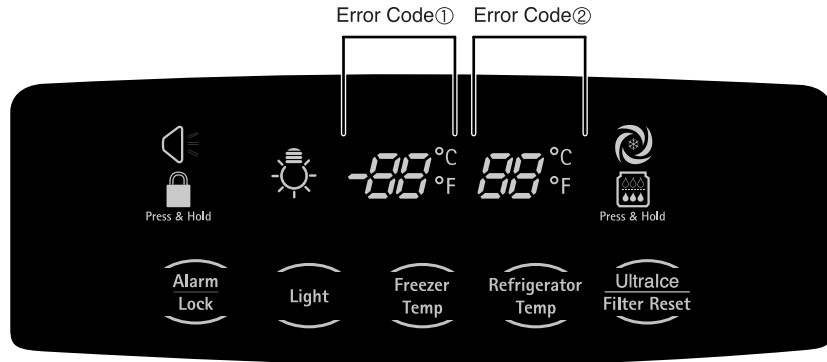 Error Code① Error Code②
-88 °C °F 88 °C °F
Press & Hold Press & Hold
Alarm Lock
Light
Freezer Temp
Refrigerator Temp
UltraIce Filter Reset